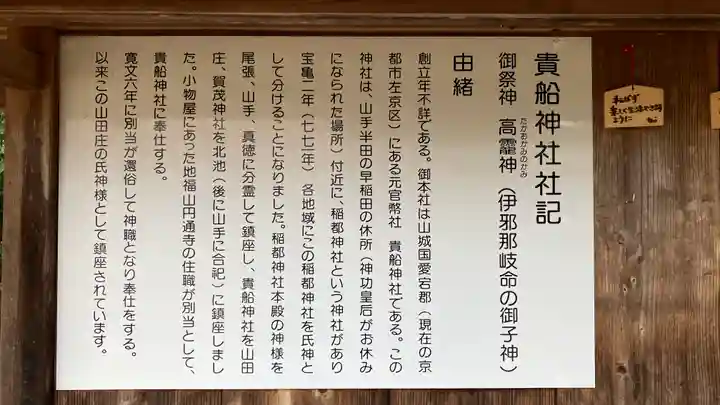 貴船神社社記
御祭神　高靇神（伊邪那岐命の御子神）
たかおかみのかみ
由緒
創立年不詳である。御本社は山城国愛宕郡（現在の京
都市左京区）にある元官幣社　貴船神社である。この
神社は、山手半田の早稲田の休所（神功皇后がお休み
になられた場所）付近に、稲都神社という神社があり
宝亀二年（七七二年）各地域にこの稲都神社を氏神と
して分けることになりました。稲都神社本殿の神様を
尾張、山手、真徳に分霊して鎮座し、貴船神社を山田
庄、賀茂神社を北池（後に山手に合祀）に鎮座しまし
た。小物屋にあった地福山円通寺の住職が別当として、
貴船神社に奉仕する。
寛文六年に別当が還俗して神職となり奉仕をする。
以来この山田庄の氏神様として鎮座されています。